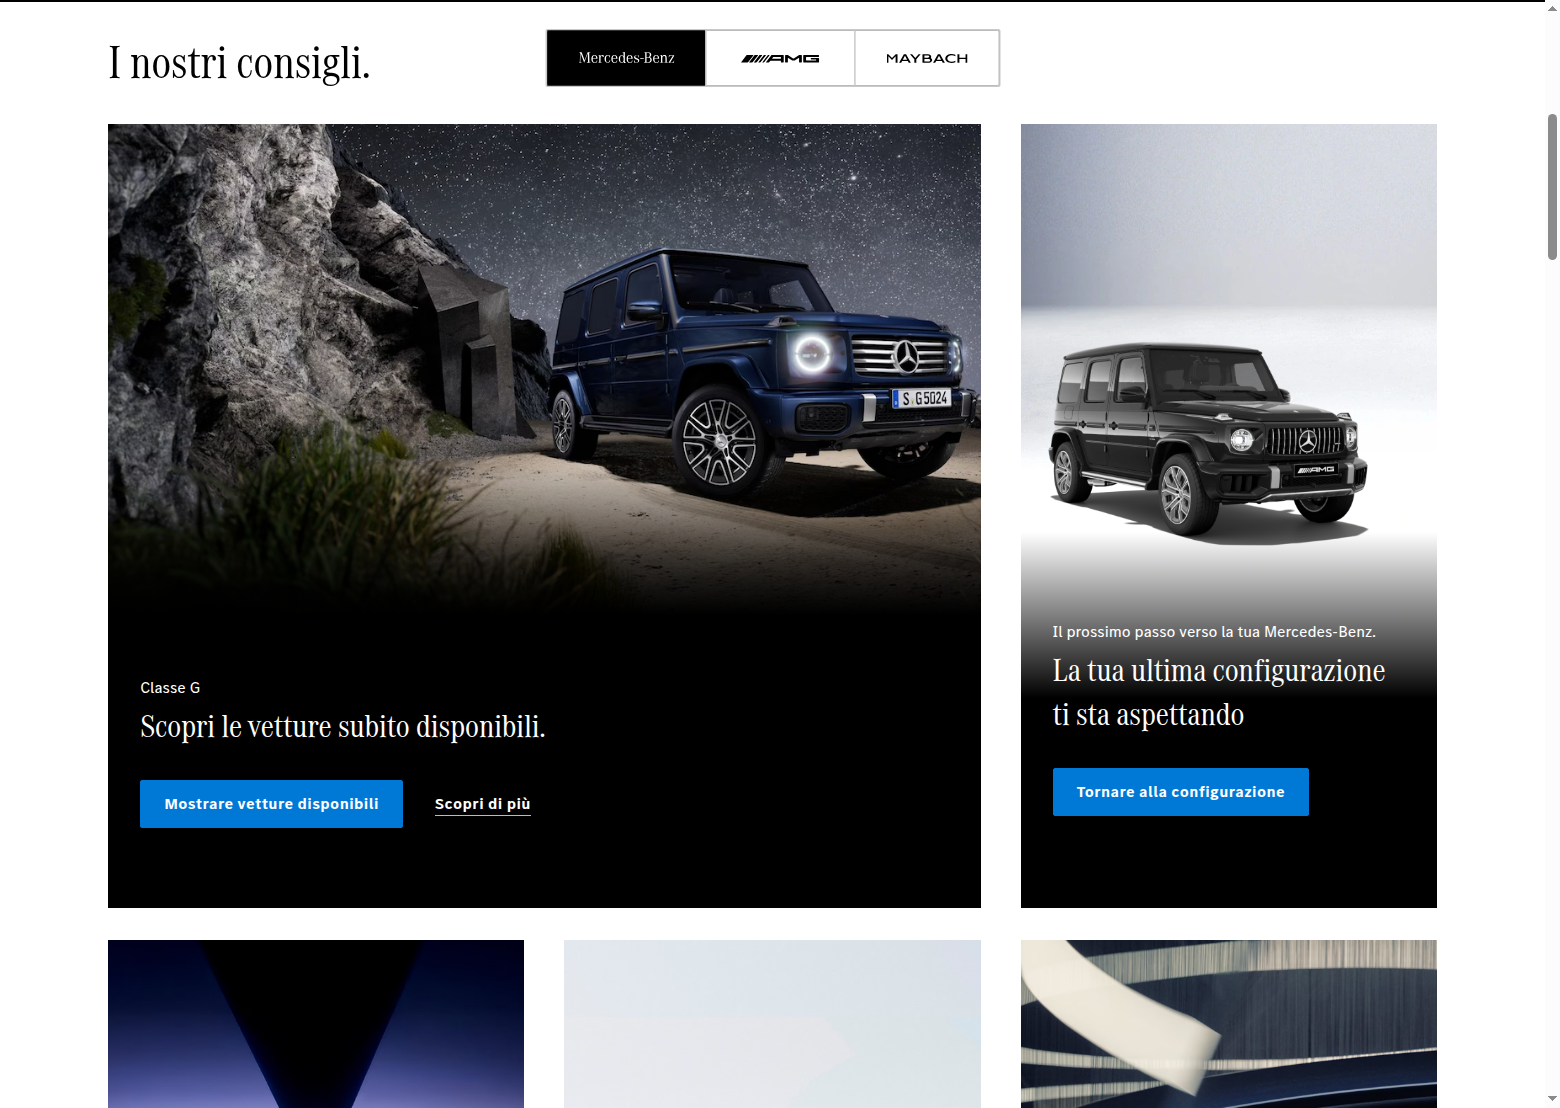 I nostri consigli.
Mercedes-Benz
AMG
MAYBACH
S G 5024
AMG
Classe G
Scopri le vetture subito disponibili.
Mostrare vetture disponibili
Scopri di più
Il prossimo passo verso la tua Mercedes-Benz.
La tua ultima configurazione
ti sta aspettando
Tornare alla configurazione